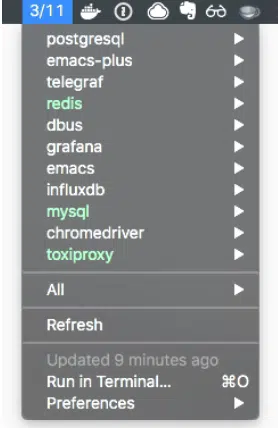 3/11
postgresql
emacs-plus
telegraf
redis
dbus
grafana
emacs
influxdb
mysql
chromedriver
toxiproxy
All
Refresh
Updated 9 minutes ago
Run in Terminal... ⌘O
Preferences